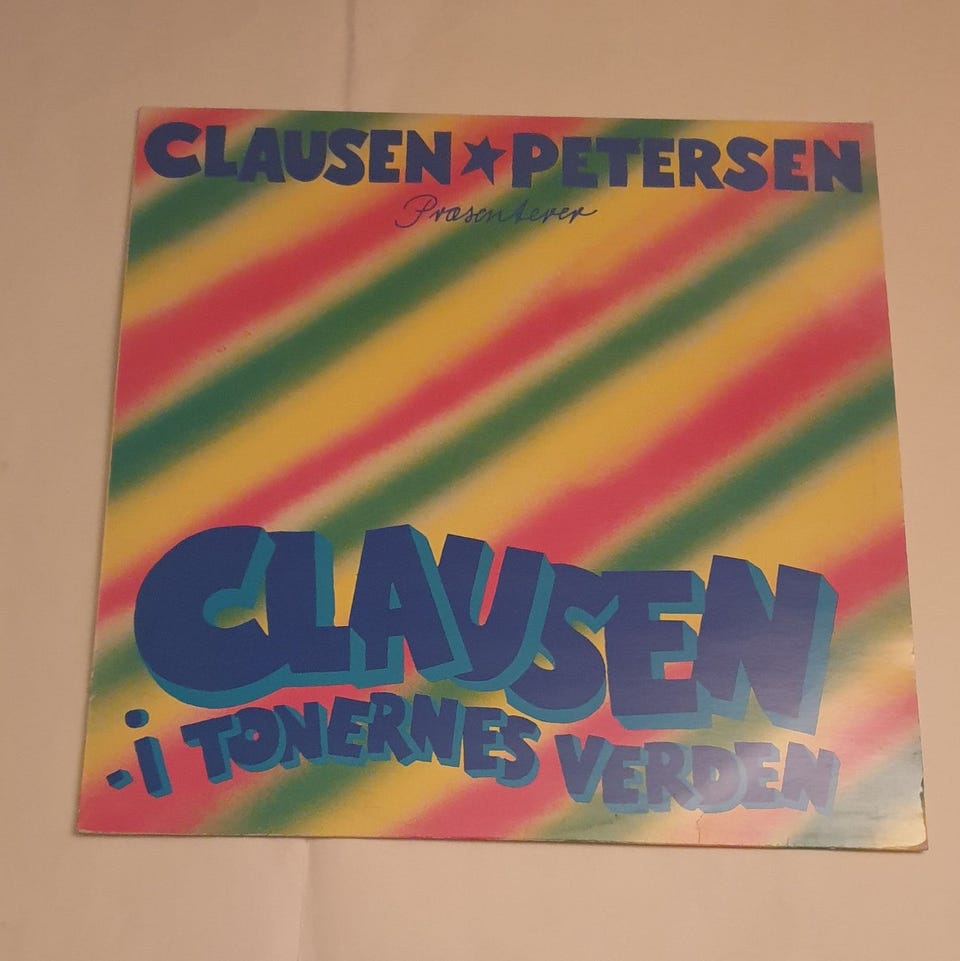 CLAUSEN★PETERSEN
Præsenterer
CLAUSEN
-i TONERNES VERDEN